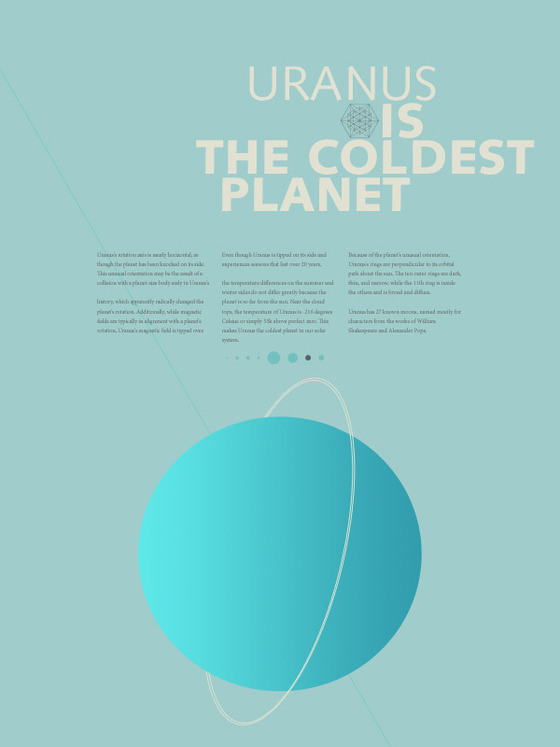 URANUS
IS
THE COLDEST
PLANET
Uranus's rotation axis is nearly horizontal, as
though the planet has been knocked on its side.
This unusual orientation may be the result of a
collision with a planet-size body early in Uranus's
history, which apparently radically changed the
planet's rotation. Additionally, while magnetic
fields are typically in alignment with a planet's
rotation, Uranus's magnetic field is tipped over
Even though Uranus is tipped on its side and
experiences seasons that last over 20 years,
the temperature differences on the summer and
winter sides do not differ greatly because the
planet is so far from the sun. Near the cloud
tops, the temperature of Uranus is -216 degrees
Celsius or simply 58k above perfect zero. This
makes Uranus the coldest planet in our solar
system.
Because of the planet's unusual orientation,
Uranus's rings are perpendicular to its orbital
path about the sun. The ten outer rings are dark,
thin, and narrow, while the 11th ring is inside
the others and is broad and diffuse.
Uranus has 27 known moons, named mostly for
characters from the works of William
Shakespeare and Alexander Pope.